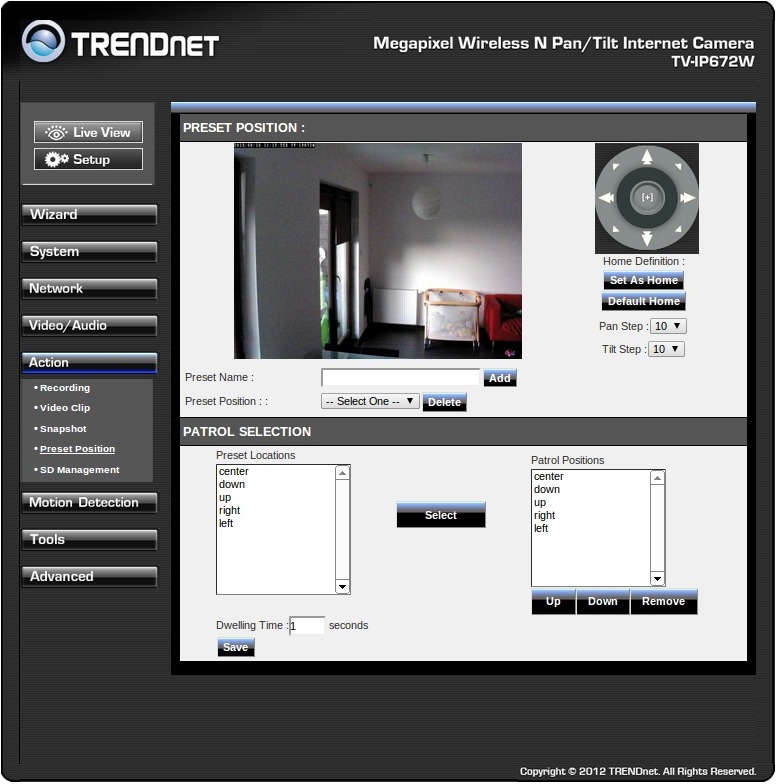 TRENDNET
Megapixel Wireless N Pan/Tilt Internet Camera
TV-IP672W
Live View
Setup
Wizard
System
Network
Video/Audio
Action
• Recording
• Video Clip
• Snapshot
• Preset Position
• SD Management
Motion Detection
Tools
Advanced
PRESET POSITION :
[+]
Home Definition :
Set As Home
Default Home
Pan Step : 10 ▼
Tilt Step : 10 ▼
Preset Name :
Add
Preset Position : :
-- Select One -- ▼
Delete
PATROL SELECTION
Preset Locations
center
down
up
right
left
Select
Patrol Positions
center
down
up
right
left
Up
Down
Remove
Dwelling Time : 1 seconds
Save
Copyright © 2012 TRENDnet. All Rights Reserved.